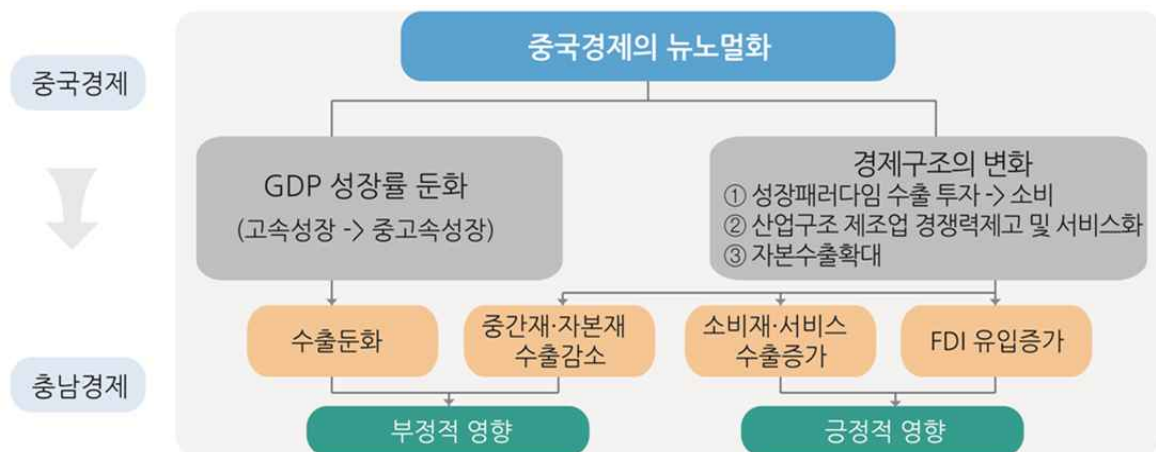 중국경제의 뉴노멀화
중국경제
GDP 성장률 둔화
(고속성장 -> 중고속성장)
경제구조의 변화
① 성장패러다임 수출 투자 -> 소비
② 산업구조 제조업 경쟁력제고 및 서비스화
③ 자본수출확대
수출둔화
중간재·자본재
수출감소
소비재·서비스
수출증가
FDI 유입증가
충남경제
부정적 영향
긍정적 영향